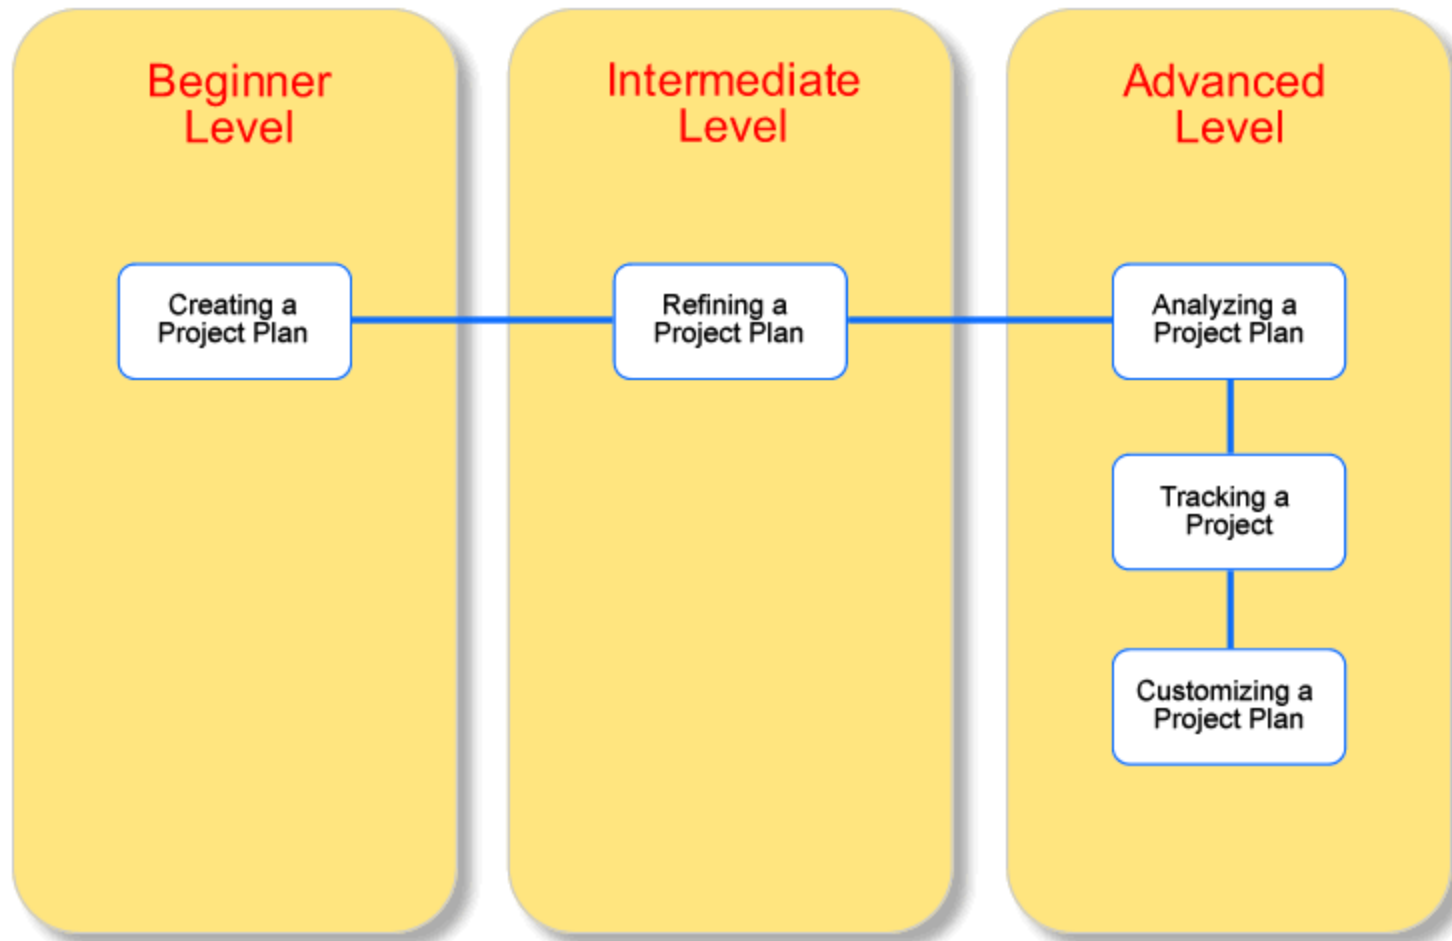 Beginner
Level
Intermediate
Level
Advanced
Level
Creating a
Project Plan
Refining a
Project Plan
Analyzing a
Project Plan
Tracking a
Project
Customizing a
Project Plan